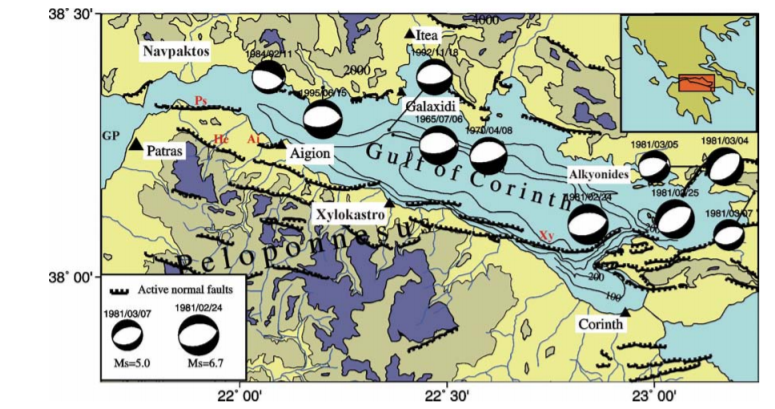 38° 30'
4000
Itea
Navpaktos
1984/02/11
1992/11/18
2000
1995/06/15
Ps
Galaxidi
1965/07/06
1970/04/08
GP
He
Ai
Patras
Aigion
1981/03/05
1981/03/04
Gulf of Corinth
Alkyonides
1981/02/24
1981/02/25
Xylokastro
1981/03/07
Xy
Peloponnesus
38° 00'
200
100
Active normal faults
1981/03/07
1981/02/24
Ms=5.0
Ms=6.7
Corinth
22° 00'
22° 30'
23° 00'